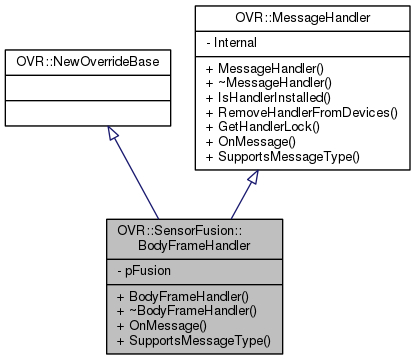 OVR::MessageHandler
- Internal
+ MessageHandler()
+ ~MessageHandler()
+ IsHandlerInstalled()
+ RemoveHandlerFromDevices()
+ GetHandlerLock()
+ OnMessage()
+ SupportsMessageType()
OVR::NewOverrideBase
OVR::SensorFusion::
BodyFrameHandler
- pFusion
+ BodyFrameHandler()
+ ~BodyFrameHandler()
+ OnMessage()
+ SupportsMessageType()